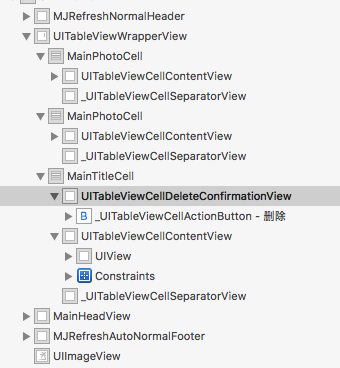 MJRefreshNormalHeader
UITableViewWrapperView
MainPhotoCell
UITableViewCellContentView
_UITableViewCellSeparatorView
MainPhotoCell
UITableViewCellContentView
_UITableViewCellSeparatorView
MainTitleCell
UITableViewCellDeleteConfirmationView
B _UITableViewCellActionButton - 删除
UITableViewCellContentView
UIView
Constraints
_UITableViewCellSeparatorView
MainHeadView
MJRefreshAutoNormalFooter
UIImageView